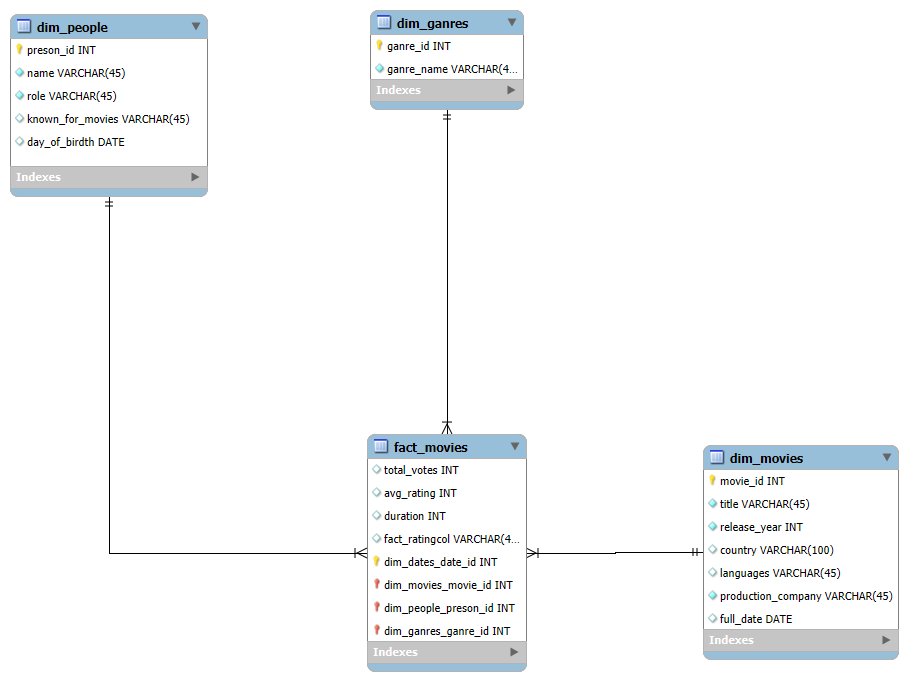 dim_people
preson_id INT
name VARCHAR(45)
role VARCHAR(45)
known_for_movies VARCHAR(45)
day_of_birdth DATE
Indexes
dim_ganres
ganre_id INT
ganre_name VARCHAR(4...
Indexes
fact_movies
total_votes INT
avg_rating INT
duration INT
fact_ratingcol VARCHAR(4...
dim_dates_date_id INT
dim_movies_movie_id INT
dim_people_preson_id INT
dim_ganres_ganre_id INT
Indexes
dim_movies
movie_id INT
title VARCHAR(45)
release_year INT
country VARCHAR(100)
languages VARCHAR(45)
production_company VARCHAR(45)
full_date DATE
Indexes